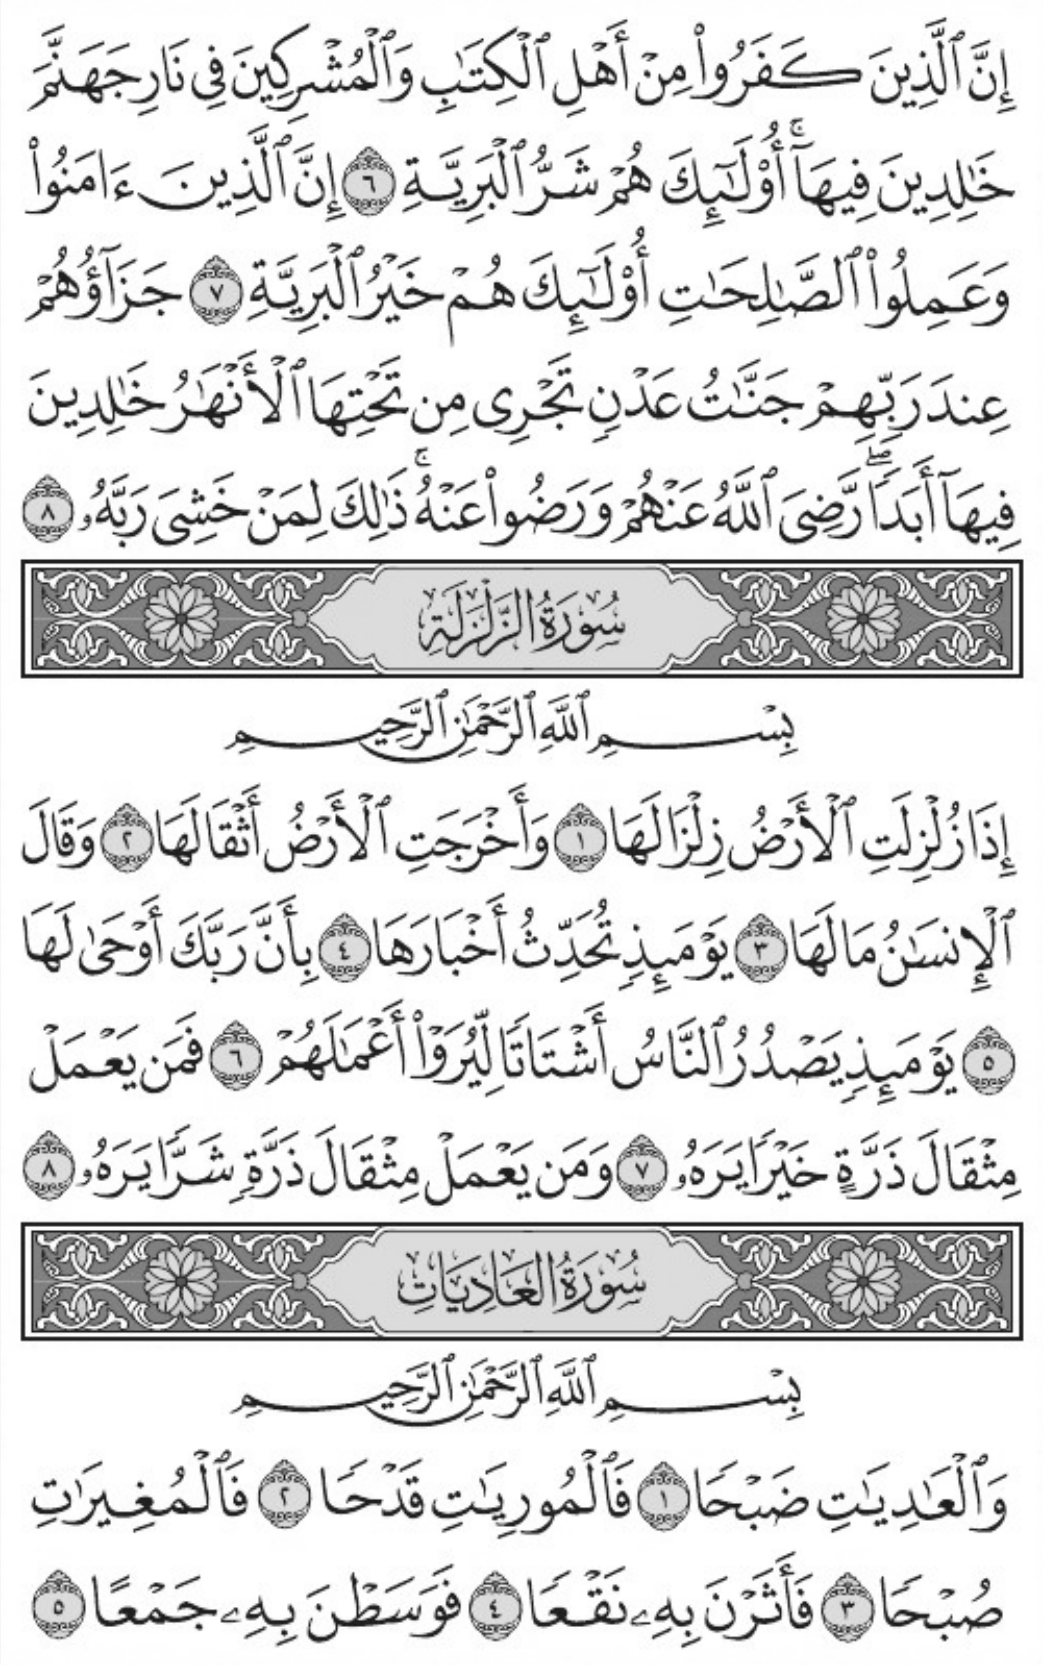 إِنَّ ٱلَّذِينَ كَفَرُوا۟ مِنْ أَهْلِ ٱلْكِتَٰبِ وَٱلْمُشْرِكِينَ فِى نَارِ جَهَنَّمَ
خَٰلِدِينَ فِيهَآ ۚ أُو۟لَٰٓئِكَ هُمْ شَرُّ ٱلْبَرِيَّةِ ٦ إِنَّ ٱلَّذِينَ ءَامَنُوا۟
وَعَمِلُوا۟ ٱلصَّٰلِحَٰتِ أُو۟لَٰٓئِكَ هُمْ خَيْرُ ٱلْبَرِيَّةِ ٧ جَزَآؤُهُمْ
عِندَ رَبِّهِمْ جَنَّٰتُ عَدْنٍ تَجْرِى مِن تَحْتِهَا ٱلْأَنْهَٰرُ خَٰلِدِينَ
فِيهَآ أَبَدًا ۖ رَّضِىَ ٱللَّهُ عَنْهُمْ وَرَضُوا۟ عَنْهُ ۚ ذَٰلِكَ لِمَنْ خَشِىَ رَبَّهُۥ ٨
سُورَةُ الزَّلْزَلَةِ
بِسْمِ ٱللَّهِ ٱلرَّحْمَٰنِ ٱلرَّحِيمِ
إِذَا زُلْزِلَتِ ٱلْأَرْضُ زِلْزَالَهَا ١ وَأَخْرَجَتِ ٱلْأَرْضُ أَثْقَالَهَا ٢ وَقَالَ
ٱلْإِنسَٰنُ مَا لَهَا ٣ يَوْمَئِذٍ تُحَدِّثُ أَخْبَارَهَا ٤ بِأَنَّ رَبَّكَ أَوْحَىٰ لَهَا
٥ يَوْمَئِذٍ يَصْدُرُ ٱلنَّاسُ أَشْتَاتًا لِّيُرَوْا۟ أَعْمَٰلَهُمْ ٦ فَمَن يَعْمَلْ
مِثْقَالَ ذَرَّةٍ خَيْرًا يَرَهُۥ ٧ وَمَن يَعْمَلْ مِثْقَالَ ذَرَّةٍ شَرًّا يَرَهُۥ ٨
سُورَةُ العَادِيَاتِ
بِسْمِ ٱللَّهِ ٱلرَّحْمَٰنِ ٱلرَّحِيمِ
وَٱلْعَٰدِيَٰتِ ضَبْحًا ١ فَٱلْمُورِيَٰتِ قَدْحًا ٢ فَٱلْمُغِيرَٰتِ
صُبْحًا ٣ فَأَثَرْنَ بِهِۦ نَقْعًا ٤ فَوَسَطْنَ بِهِۦ جَمْعًا ٥